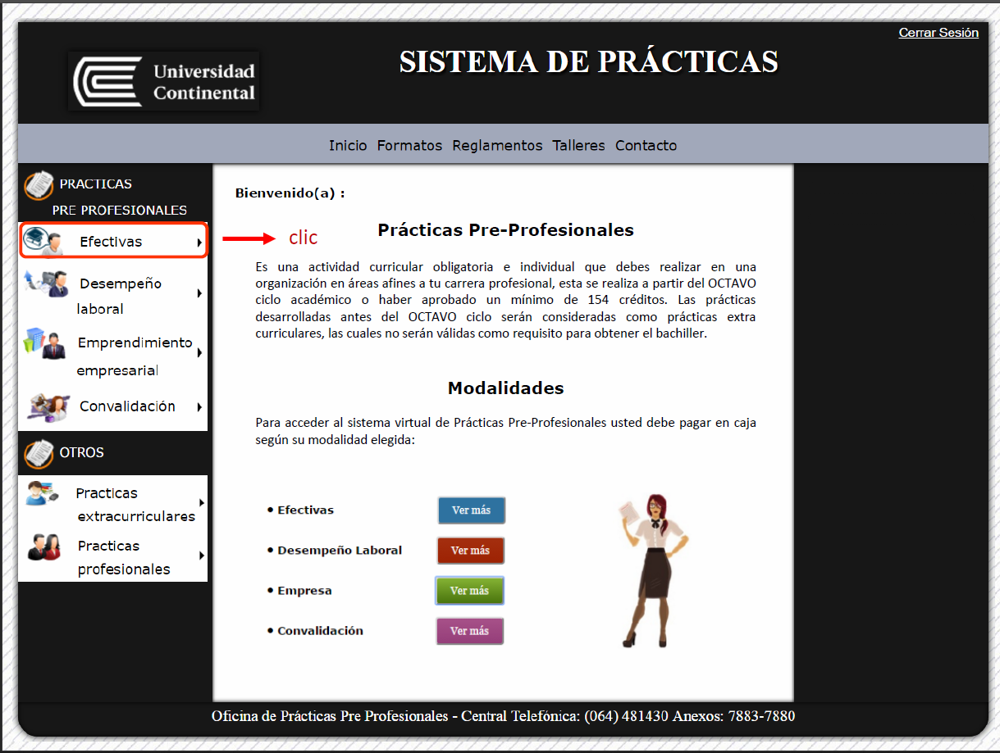 Cerrar Sesión
Universidad
Continental
SISTEMA DE PRÁCTICAS
Inicio Formatos Reglamentos Talleres Contacto
PRACTICAS
PRE PROFESIONALES
Efectivas
Desempeño
laboral
Emprendimiento
empresarial
Convalidación
OTROS
Practicas
extracurriculares
Practicas
profesionales
clic
Bienvenido(a) :
Prácticas Pre-Profesionales
Es una actividad curricular obligatoria e individual que debes realizar en una
organización en áreas afines a tu carrera profesional, esta se realiza a partir del OCTAVO
ciclo académico o haber aprobado un mínimo de 154 créditos. Las prácticas
desarrolladas antes del OCTAVO ciclo serán consideradas como prácticas extra
curriculares, las cuales no serán válidas como requisito para obtener el bachiller.
Modalidades
Para acceder al sistema virtual de Prácticas Pre-Profesionales usted debe pagar en caja
según su modalidad elegida:
• Efectivas Ver más
• Desempeño Laboral Ver más
• Empresa Ver más
• Convalidación Ver más
Oficina de Prácticas Pre Profesionales - Central Telefónica: (064) 481430 Anexos: 7883-7880